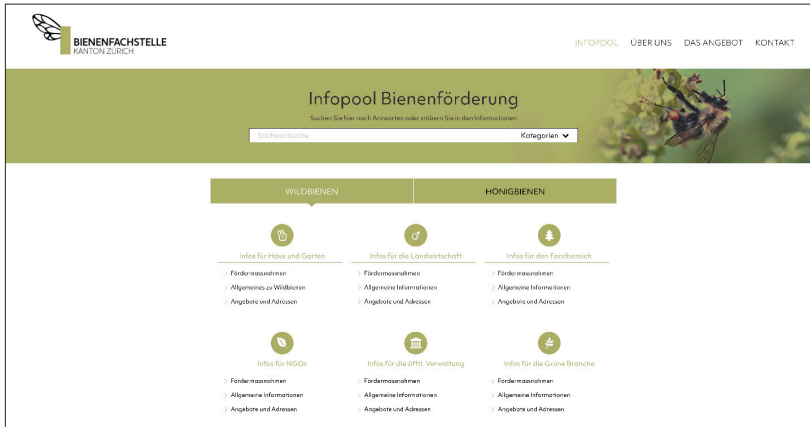 BIENENFACHSTELLE
KANTON ZÜRICH
INFOPOOL ÜBER UNS DAS ANGEBOT KONTAKT
Infopool Bienenförderung
Suchen Sie hier nach Antworten oder stöbern Sie in den Informationen
Stichwortsuche Kategorien
WILDBIENEN HONIGBIENEN
Infos für Haus und Garten Infos für die Landwirtschaft Infos für den Forstbereich
Fördermassnahmen Fördermassnahmen Fördermassnahmen
Allgemeines zu Wildbienen Allgemeine Informationen Allgemeine Informationen
Angebote und Adressen Angebote und Adressen Angebote und Adressen
Infos für NGOs Infos für die öfftl. Verwaltung Infos für die Grüne Branche
Fördermassnahmen Fördermassnahmen Fördermassnahmen
Allgemeine Informationen Allgemeine Informationen Allgemeine Informationen
Angebote und Adressen Angebote und Adressen Angebote und Adressen